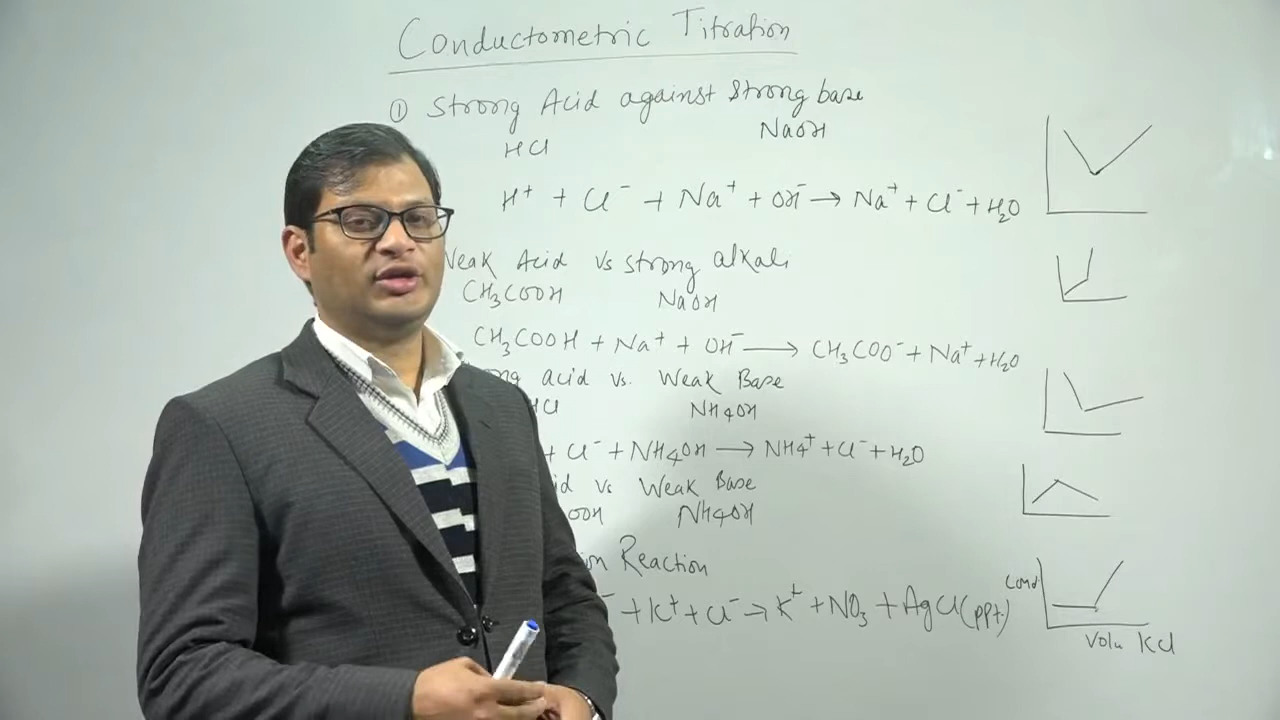 Conductometric Titration
① Strong Acid against Strong base
HCl NaOH
H⁺ + Cl⁻ + Na⁺ + OH⁻ → Na⁺ + Cl⁻ + H₂O
Weak Acid vs Strong alkali
CH₃COOH NaOH
CH₃COOH + Na⁺ + OH⁻ → CH₃COO⁻ + Na⁺ + H₂O
acid vs. Weak Base
NH4OH
+ Cl⁻ + NH4OH → NH4⁺ + Cl⁻ + H₂O
vs Weak Base
NH4OH
Reaction
+ K⁺ + Cl⁻ → K⁺ + NO₃ + AgCl (ppt)
Cond
Volu KCl